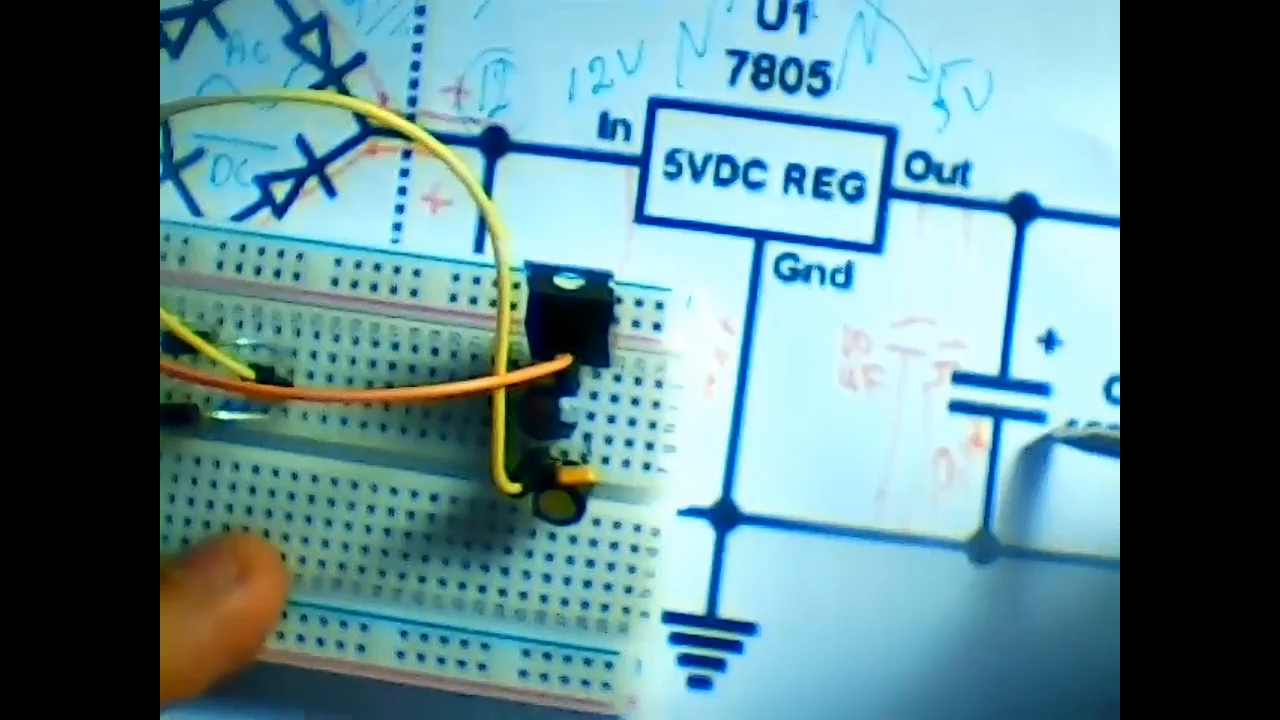 U1
7805
AC
12V
5V
+
In
5VDC REG
Out
DC
+
Gnd
+